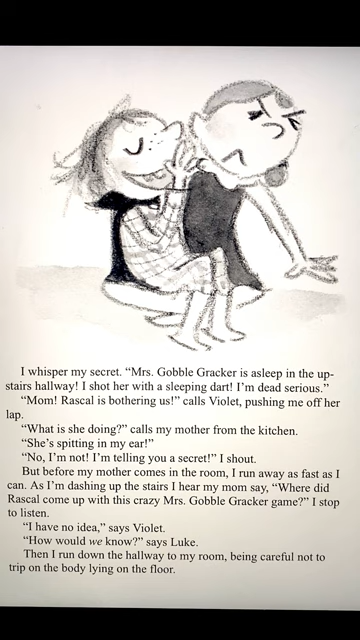 I whisper my secret. “Mrs. Gobble Gracker is asleep in the up-
stairs hallway! I shot her with a sleeping dart! I’m dead serious.”
“Mom! Rascal is bothering us!” calls Violet, pushing me off her
lap.
“What is she doing?” calls my mother from the kitchen.
“She’s spitting in my ear!”
“No, I’m not! I’m telling you a secret!” I shout.
But before my mother comes in the room, I run away as fast as I
can. As I’m dashing up the stairs I hear my mom say, “Where did
Rascal come up with this crazy Mrs. Gobble Gracker game?” I stop
to listen.
“I have no idea,” says Violet.
“How would we know?” says Luke.
Then I run down the hallway to my room, being careful not to
trip on the body lying on the floor.